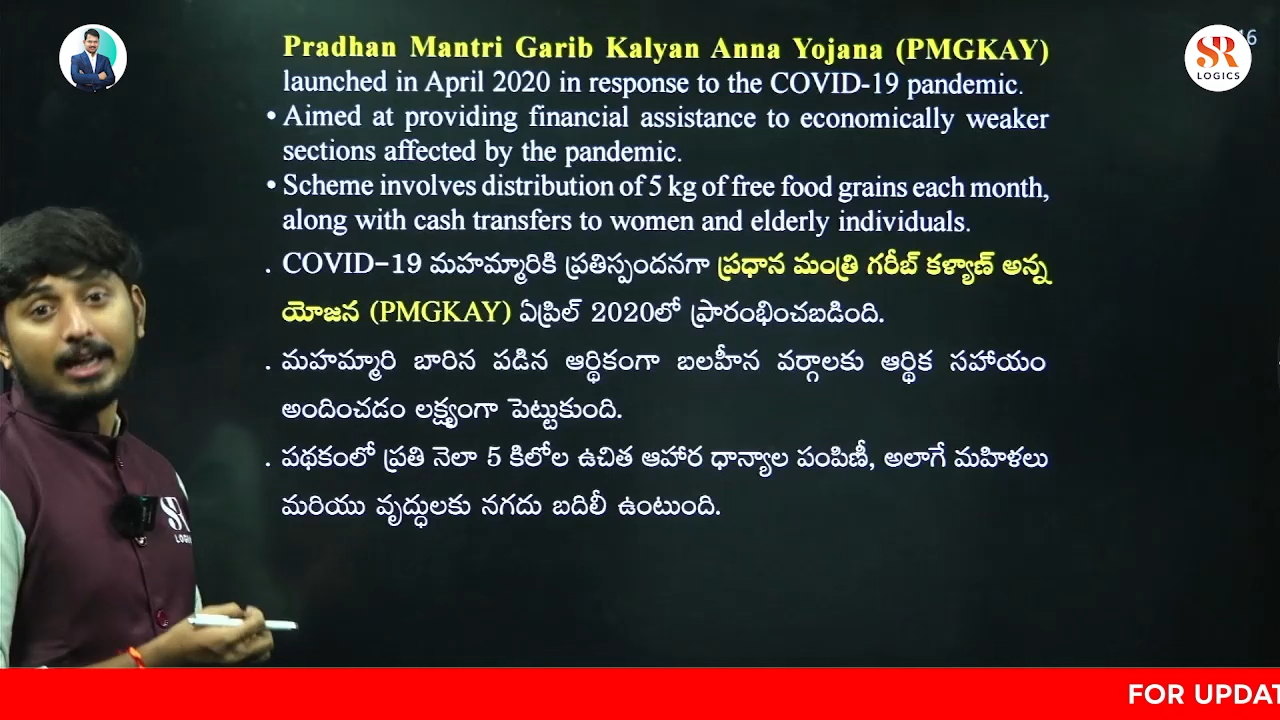 Pradhan Mantri Garib Kalyan Anna Yojana (PMGKAY)
launched in April 2020 in response to the COVID-19 pandemic.
• Aimed at providing financial assistance to economically weaker
sections affected by the pandemic.
• Scheme involves distribution of 5 kg of free food grains each month,
along with cash transfers to women and elderly individuals.
. COVID-19 మహమ్మారికి ప్రతిస్పందనగా ప్రధాన మంత్రి గరీబ్ కళ్యాణ్ అన్న
యోజన (PMGKAY) ఏప్రిల్ 2020లో ప్రారంభించబడింది.
. మహమ్మారి బారిన పడిన ఆర్థికంగా బలహీన వర్గాలకు ఆర్థిక సహాయం
అందించడం లక్ష్యంగా పెట్టుకుంది.
. పథకంలో ప్రతి నెలా 5 కిలోల ఉచిత ఆహార ధాన్యాల పంపిణీ, అలాగే మహిళలు
మరియు వృద్ధులకు నగదు బదిలీ ఉంటుంది.
SR
LOGICS
SR
LOGI
FOR UPDAT